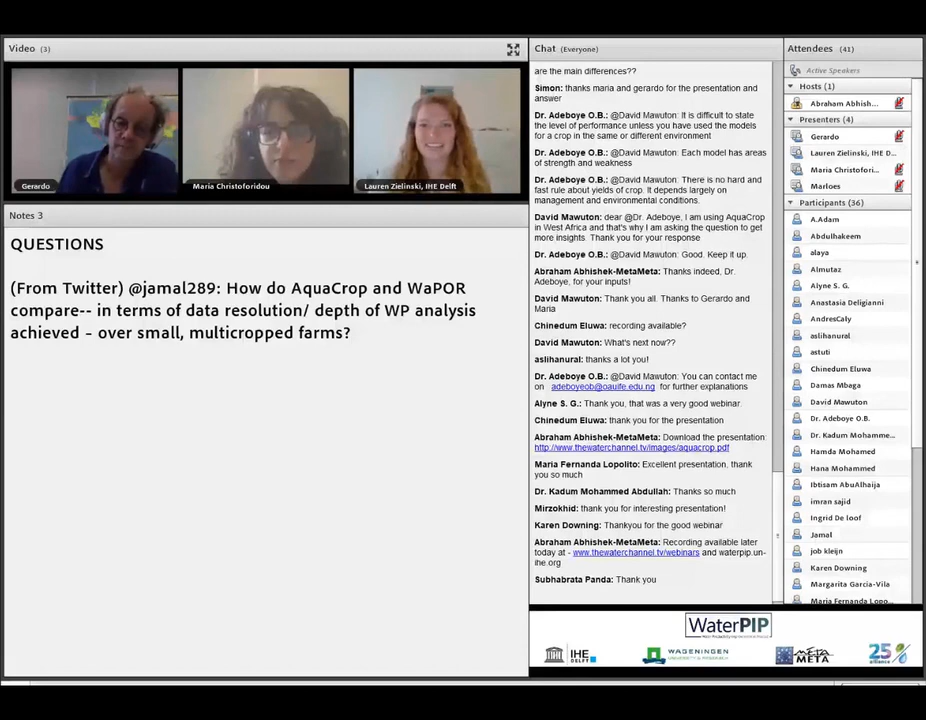 Video (3)
Gerardo
Maria Christoforidou
Lauren Zielinski, IHE Delft
Notes 3
QUESTIONS
(From Twitter) @jamal289: How do AquaCrop and WaPOR
compare-- in terms of data resolution/ depth of WP analysis
achieved - over small, multicropped farms?
Chat (Everyone)
are the main differences??
Simon: thanks maria and gerardo for the presentation and
answer
Dr. Adeboye O.B.: @David Mawuton: It is difficult to state
the level of performance unless you have used the models
for a crop in the same or different environment
Dr. Adeboye O.B.: @David Mawuton: Each model has areas
of strength and weakness
Dr. Adeboye O.B.: @David Mawuton: There is no hard and
fast rule about yields of crop. It depends largely on
management and environmental conditions.
David Mawuton: dear @Dr. Adeboye, I am using AquaCrop
in West Africa and that's why I am asking the question to get
more insights. Thank you for your response
Dr. Adeboye O.B.: @David Mawuton: Good. Keep it up.
Abraham Abhishek-MetaMeta: Thanks indeed, Dr.
Adeboye, for your inputs!
David Mawuton: Thank you all. Thanks to Gerardo and
Maria
Chinedum Eluwa: recording available?
David Mawuton: What's next now??
aslihanural: thanks a lot you!
Dr. Adeboye O.B.: @David Mawuton: You can contact me
on adeboyeob@oauife.edu.ng for further explanations
Alyne S. G.: Thank you, that was a very good webinar.
Chinedum Eluwa: thank you for the presentation
Abraham Abhishek-MetaMeta: Download the presentation:
http://www.thewaterchannel.tv/images/aquacrop.pdf
Maria Fernanda Lopolito: Excellent presentation, thank
you so much
Dr. Kadum Mohammed Abdullah: Thanks so much
Mirzokhid: thank you for interesting presentation!
Karen Downing: Thankyou for the good webinar
Abraham Abhishek-MetaMeta: Recording available later
today at - www.thewaterchannel.tv/webinars and waterpip.un-
ihe.org
Subhabrata Panda: Thank you
Attendees (41)
Active Speakers
Hosts (1)
Abraham Abhish...
Presenters (4)
Gerardo
Lauren Zielinski, IHE D...
Maria Christofori...
Marloes
Participants (36)
A.Adam
Abdulhakeem
alaya
Almutaz
Alyne S. G.
Anastasia Deligianni
AndresCaly
aslihanural
astuti
Chinedum Eluwa
Damas Mbaga
David Mawuton
Dr. Adeboye O.B.
Dr. Kadum Mohamme...
Hamda Mohamed
Hana Mohammed
Ibtisam AbuAlhaija
imran sajid
Ingrid De loof
Jamal
job kleijn
Karen Downing
Margarita Garcia-Vila
Maria Fernanda Lopo...
WaterPIP
IHE
DELFT
WAGENINGEN
META
META
25
alliance